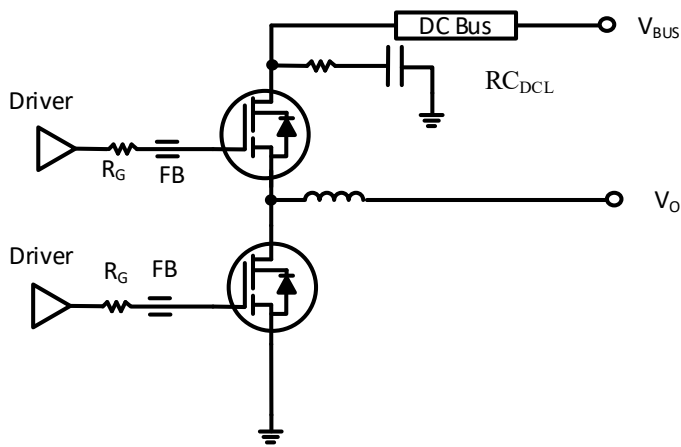 DC Bus
V_BUS
RC_DCL
Driver
R_G
FB
V_O
Driver
R_G
FB